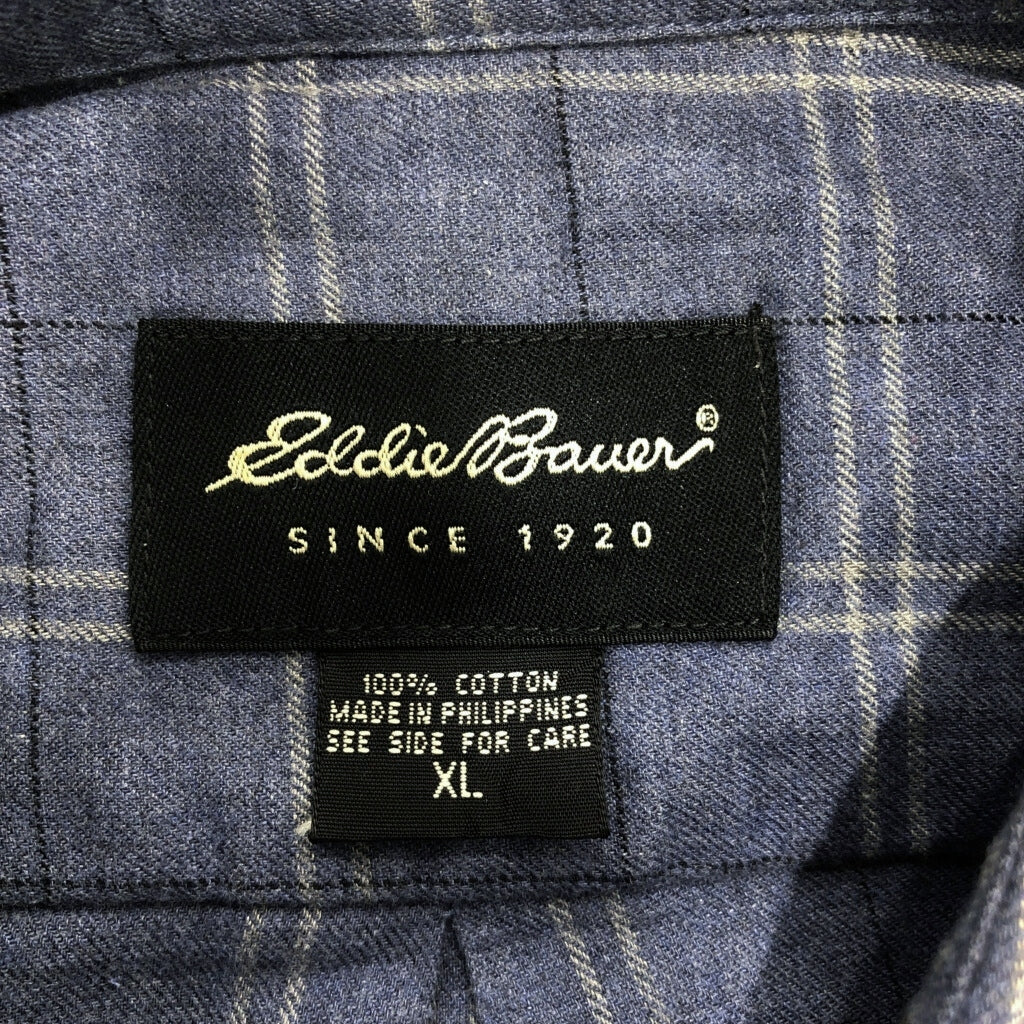 Eddie Bauer®
SINCE 1920
100% COTTON
MADE IN PHILIPPINES
SEE SIDE FOR CARE
XL